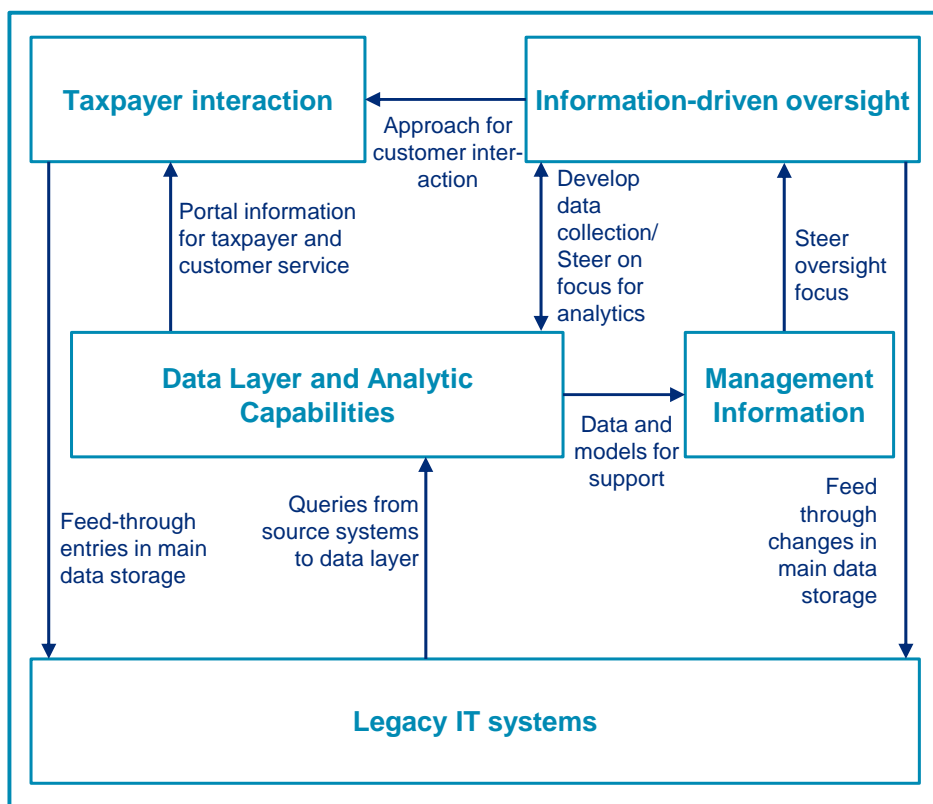 Taxpayer interaction
Information-driven oversight
Approach for
customer inter-
action
Portal information
for taxpayer and
customer service
Develop
data
collection/
Steer on
focus for
analytics
Steer
oversight
focus
Data Layer and Analytic
Capabilities
Management
Information
Data and
models for
support
Feed-through
entries in main
data storage
Queries from
source systems
to data layer
Feed
through
changes in
main data
storage
Legacy IT systems